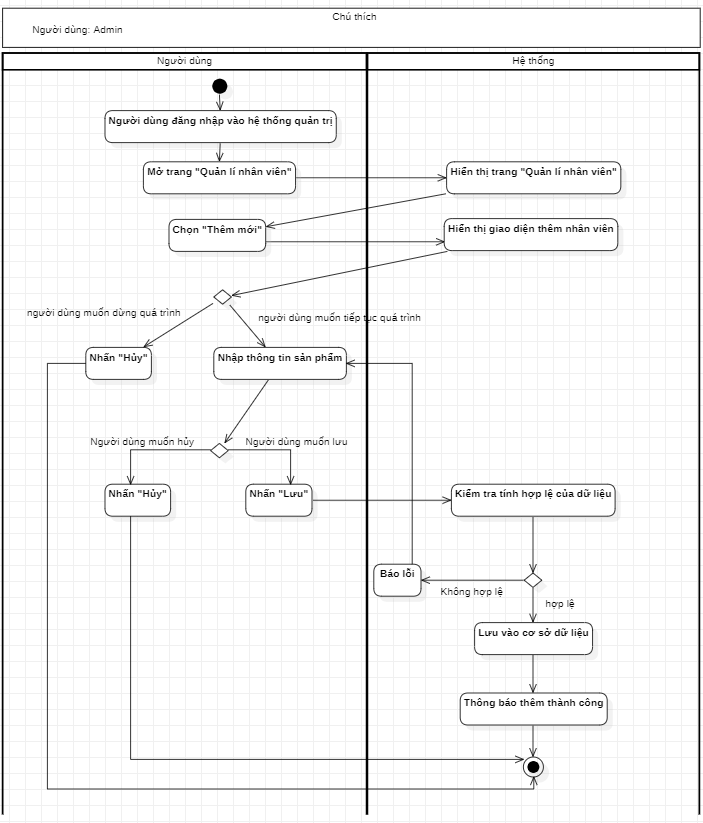 Chú thích
Người dùng: Admin
Người dùng
Hệ thống
Người dùng đăng nhập vào hệ thống quản trị
Mở trang "Quản lí nhân viên"
Hiển thị trang "Quản lí nhân viên"
Chọn "Thêm mới"
Hiển thị giao diện thêm nhân viên
người dùng muốn dừng quá trình
người dùng muốn tiếp tục quá trình
Nhấn "Hủy"
Nhập thông tin sản phẩm
Người dùng muốn hủy
Người dùng muốn lưu
Nhấn "Hủy"
Nhấn "Lưu"
Kiểm tra tính hợp lệ của dữ liệu
Báo lỗi
Không hợp lệ
hợp lệ
Lưu vào cơ sở dữ liệu
Thông báo thêm thành công